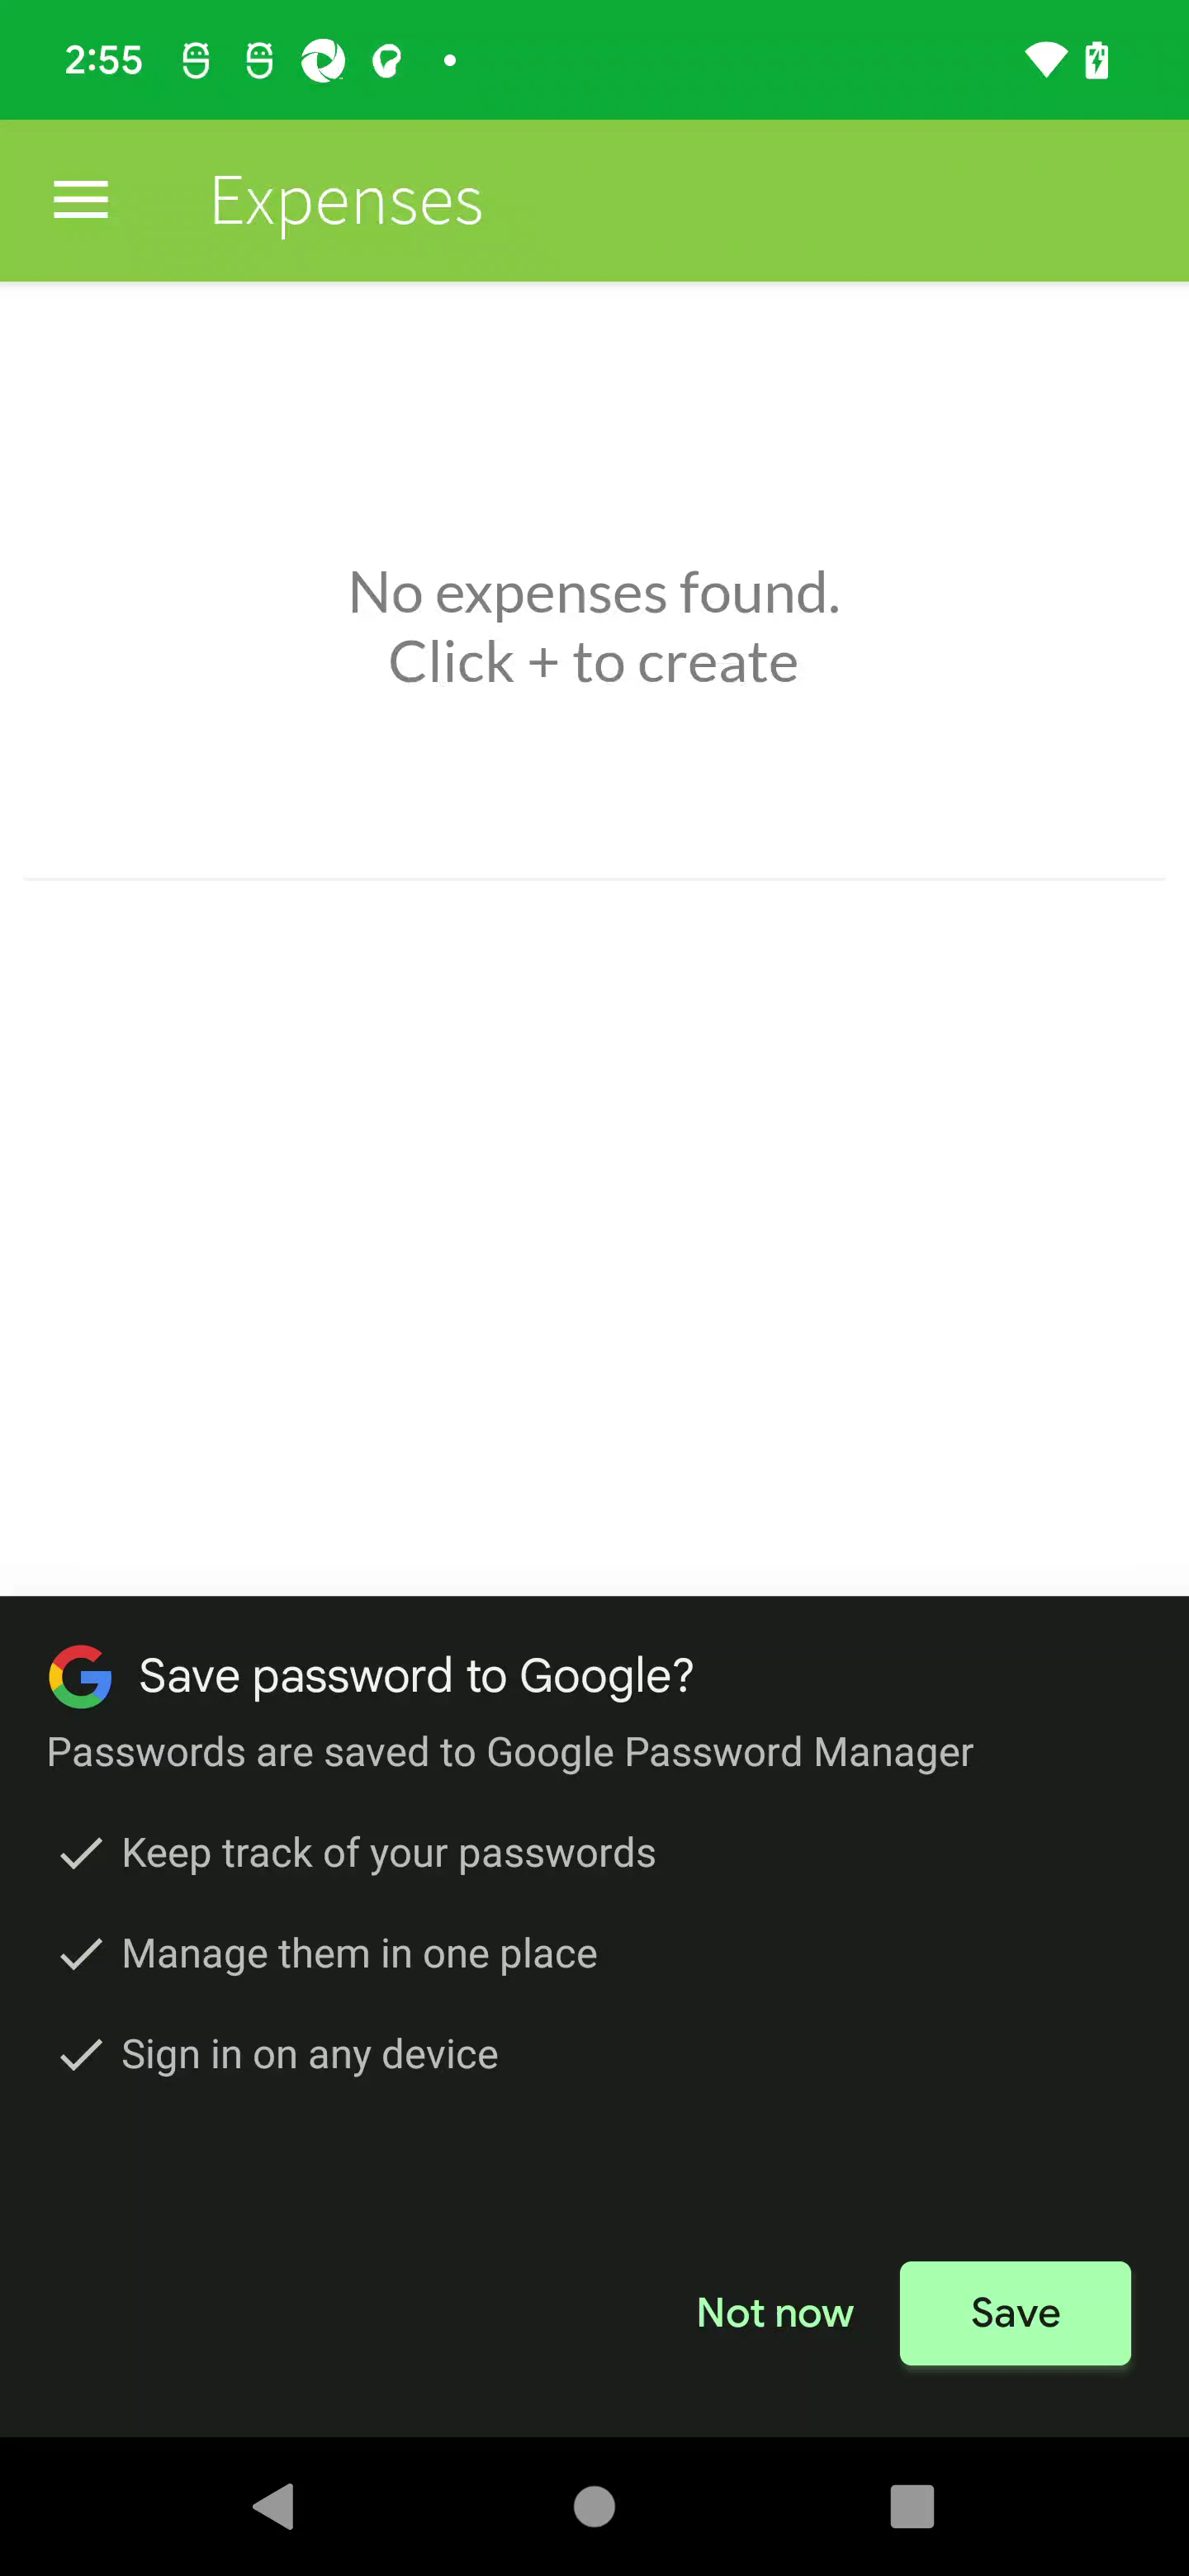 2:55
Expenses
No expenses found.
Click + to create
Save password to Google?
Passwords are saved to Google Password Manager
Keep track of your passwords
Manage them in one place
Sign in on any device
Not now
Save